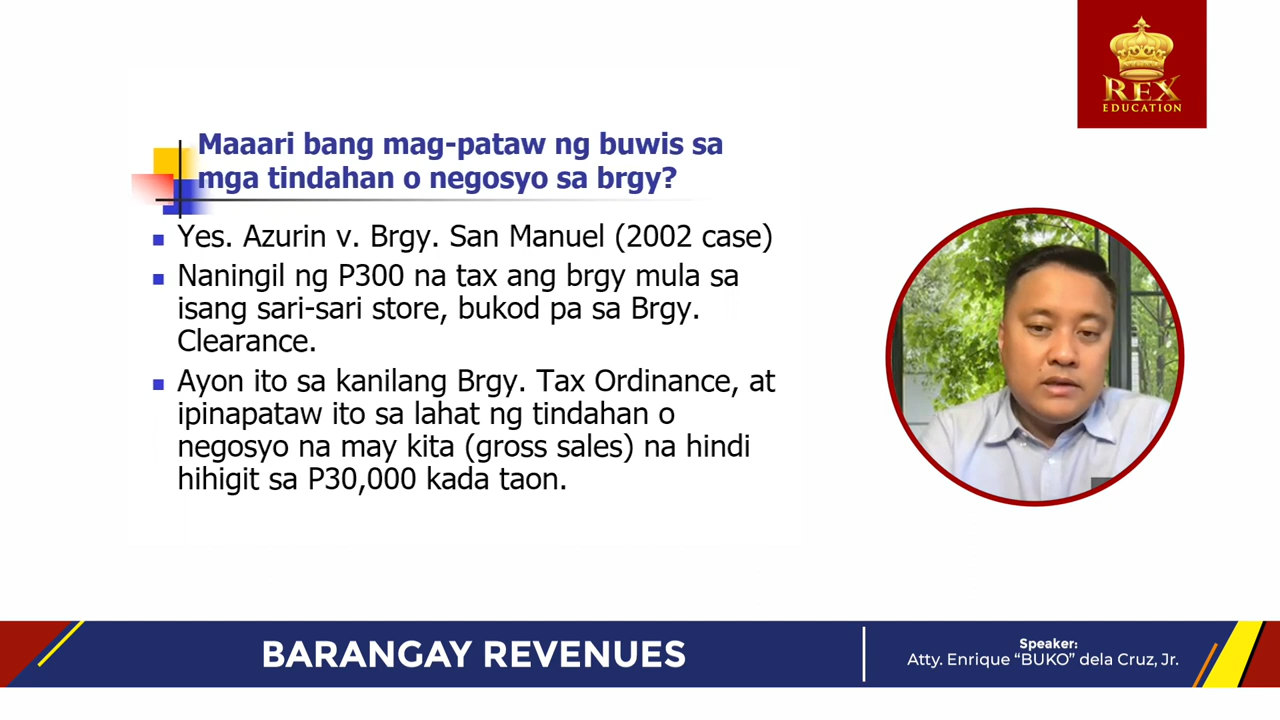 REX
EDUCATION
Maaari bang mag-pataw ng buwis sa
mga tindahan o negosyo sa brgy?
Yes. Azurin v. Brgy. San Manuel (2002 case)
Naningil ng P300 na tax ang brgy mula sa
isang sari-sari store, bukod pa sa Brgy.
Clearance.
Ayon ito sa kanilang Brgy. Tax Ordinance, at
ipinapataw ito sa lahat ng tindahan o
negosyo na may kita (gross sales) na hindi
hihigit sa P30,000 kada taon.
BARANGAY REVENUES
Speaker:
Atty. Enrique “BUKO” dela Cruz, Jr.